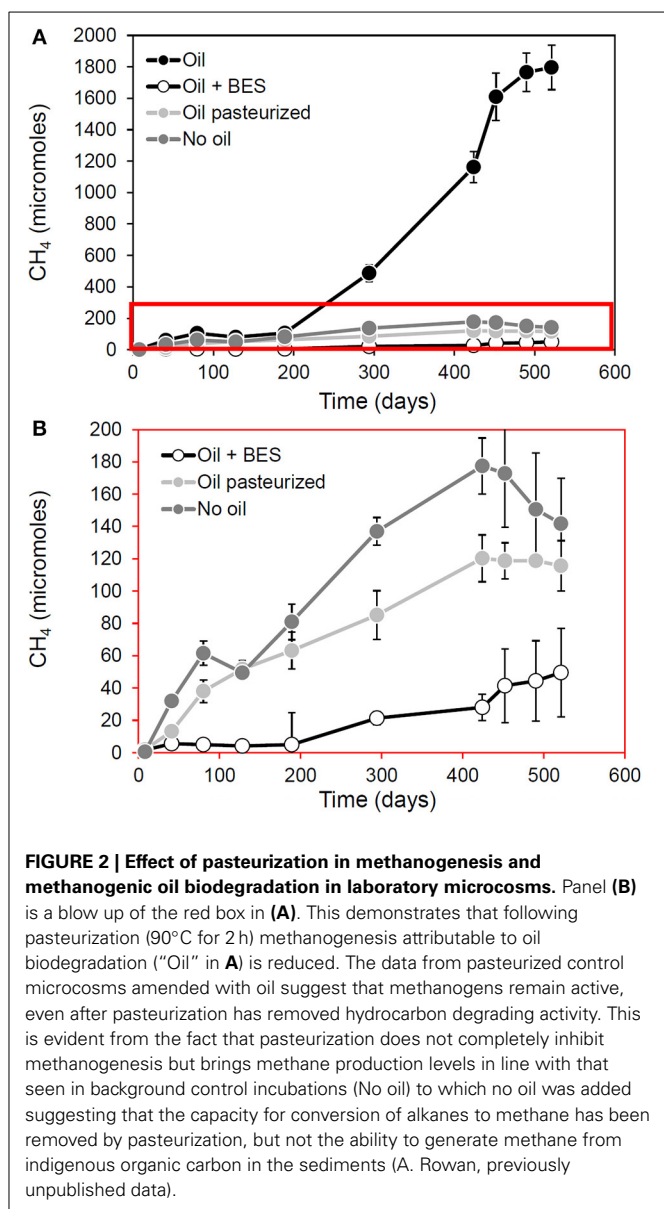 A
2000
1800
1600
1400
1200
1000
800
600
400
200
0
CH₄ (micromoles)
Oil
Oil + BES
Oil pasteurized
No oil
0 100 200 300 400 500 600
Time (days)
B
200
180
160
140
120
100
80
60
40
20
0
CH₄ (micromoles)
Oil + BES
Oil pasteurized
No oil
0 100 200 300 400 500 600
Time (days)
FIGURE 2 | Effect of pasteurization in methanogenesis and
methanogenic oil biodegradation in laboratory microcosms. Panel (B)
is a blow up of the red box in (A). This demonstrates that following
pasteurization (90°C for 2 h) methanogenesis attributable to oil
biodegradation (“Oil” in A) is reduced. The data from pasteurized control
microcosms amended with oil suggest that methanogens remain active,
even after pasteurization has removed hydrocarbon degrading activity. This
is evident from the fact that pasteurization does not completely inhibit
methanogenesis but brings methane production levels in line with that
seen in background control incubations (No oil) to which no oil was added
suggesting that the capacity for conversion of alkanes to methane has been
removed by pasteurization, but not the ability to generate methane from
indigenous organic carbon in the sediments (A. Rowan, previously
unpublished data).